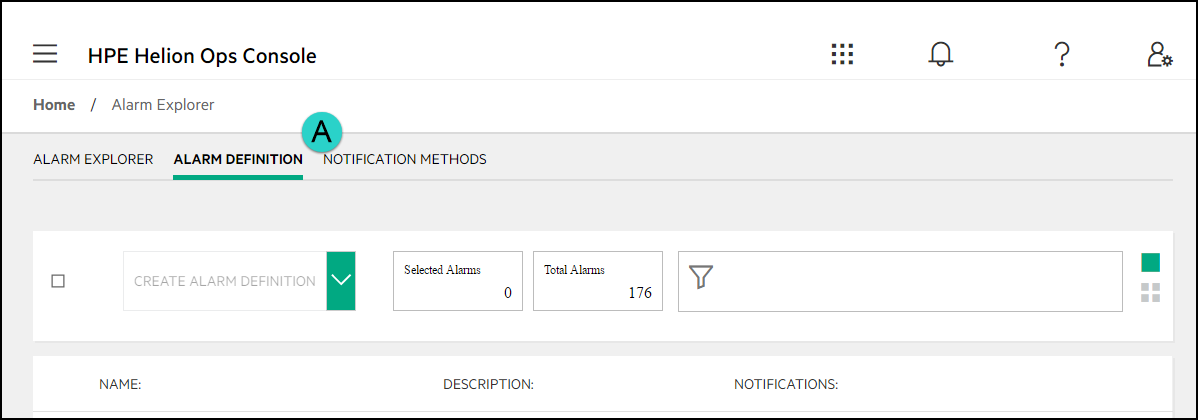 HPE Helion Ops Console
Home / Alarm Explorer
A
ALARM EXPLORER ALARM DEFINITION NOTIFICATION METHODS
CREATE ALARM DEFINITION
Selected Alarms
0
Total Alarms
176
NAME: DESCRIPTION: NOTIFICATIONS: